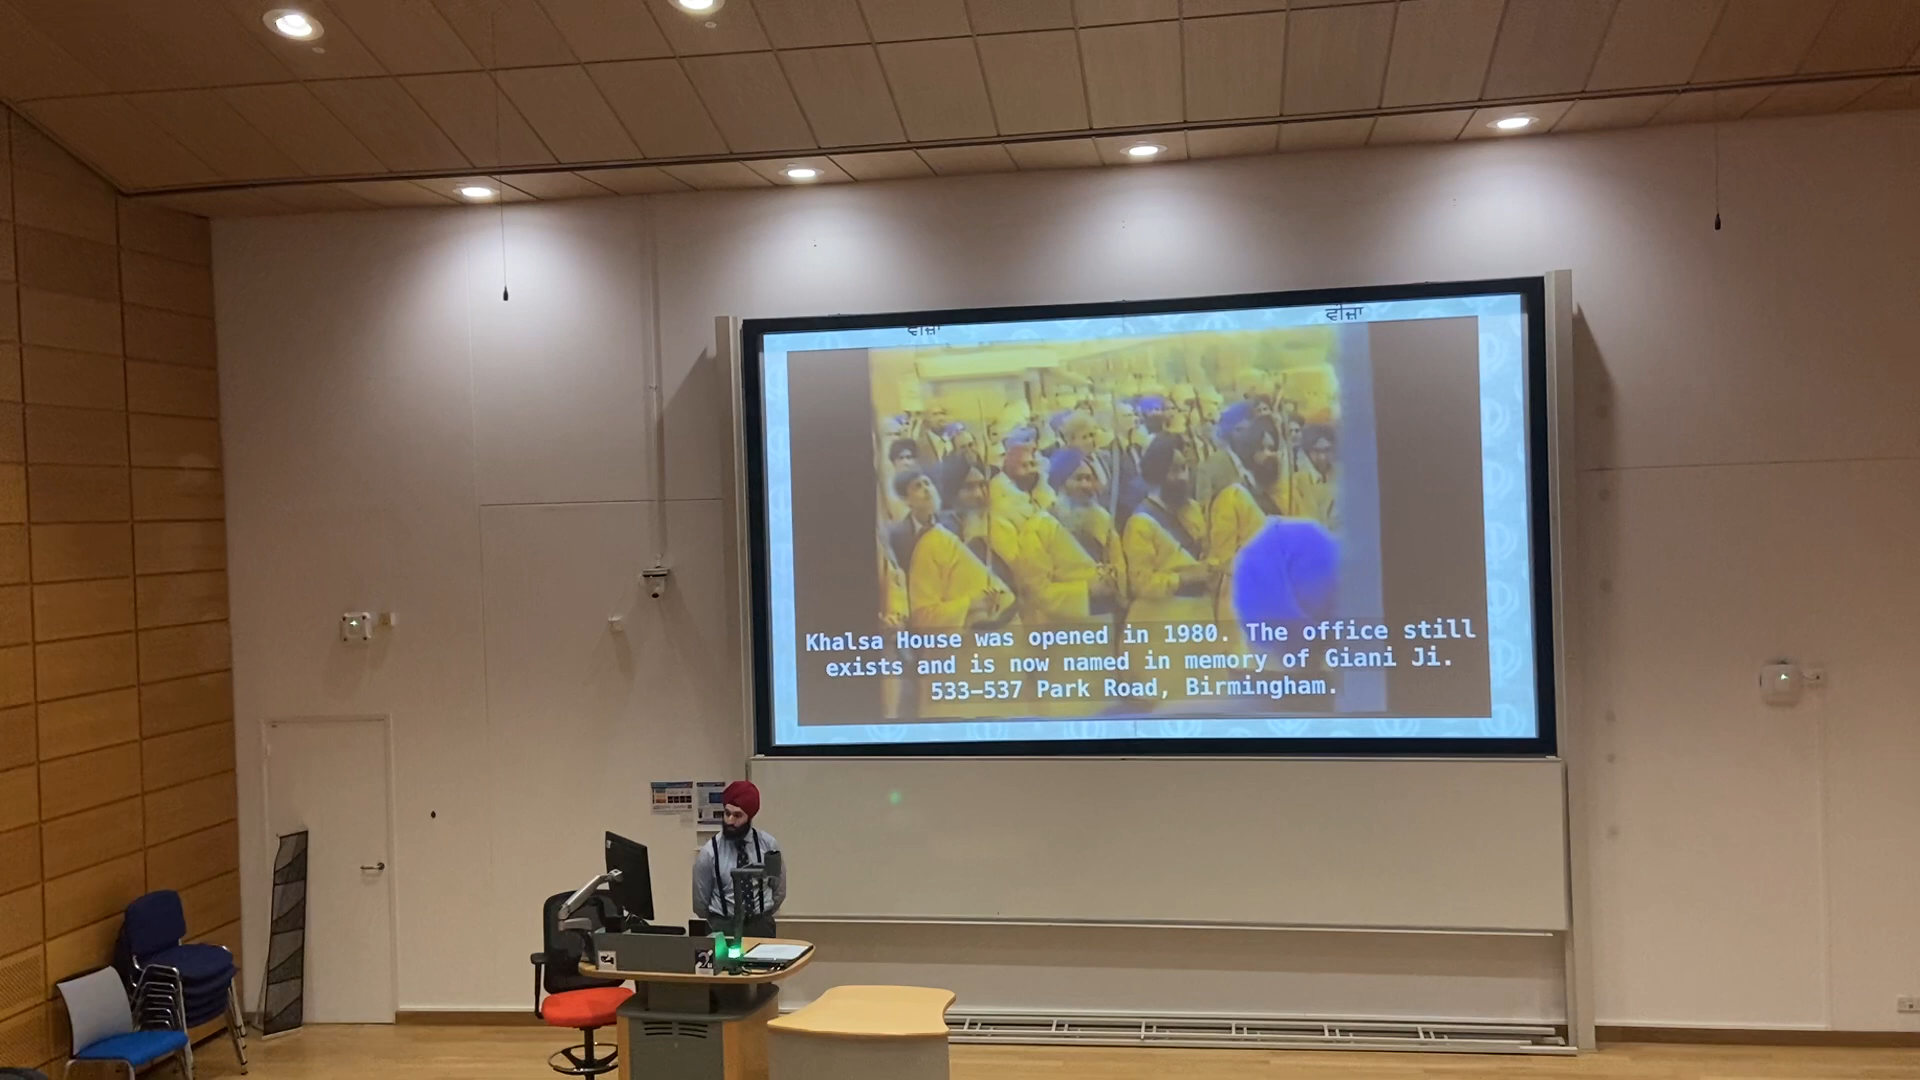 ਵੀਜ਼ਾ ਵੀਜ਼ਾ
Khalsa House was opened in 1980. The office still
exists and is now named in memory of Giani Ji.
533–537 Park Road, Birmingham.